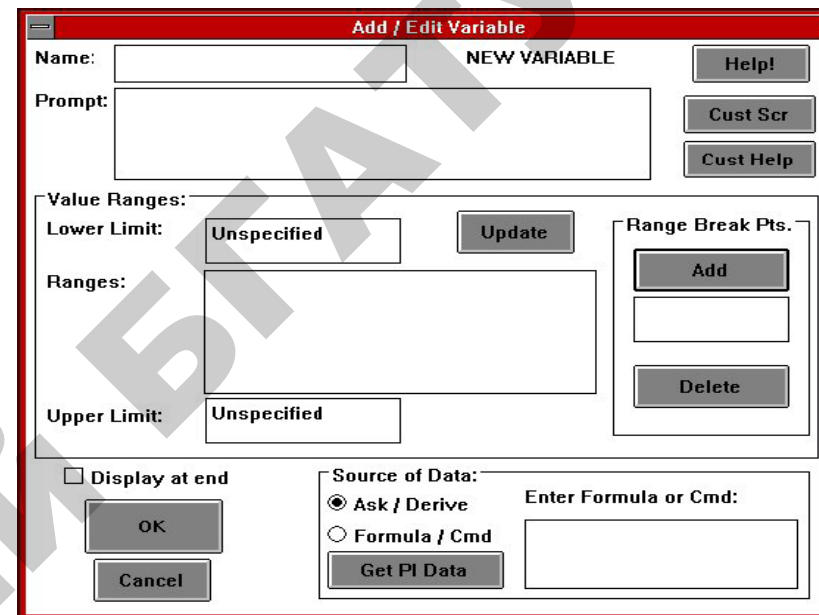 Add / Edit Variable
Name:
NEW VARIABLE
Help!
Prompt:
Cust Scr
Cust Help
Value Ranges:
Lower Limit:
Unspecified
Update
Range Break Pts.
Add
Ranges:
Delete
Upper Limit:
Unspecified
Display at end
Source of Data:
Ask / Derive
Enter Formula or Cmd:
OK
Formula / Cmd
Get PI Data
Cancel
Й БГАТУ